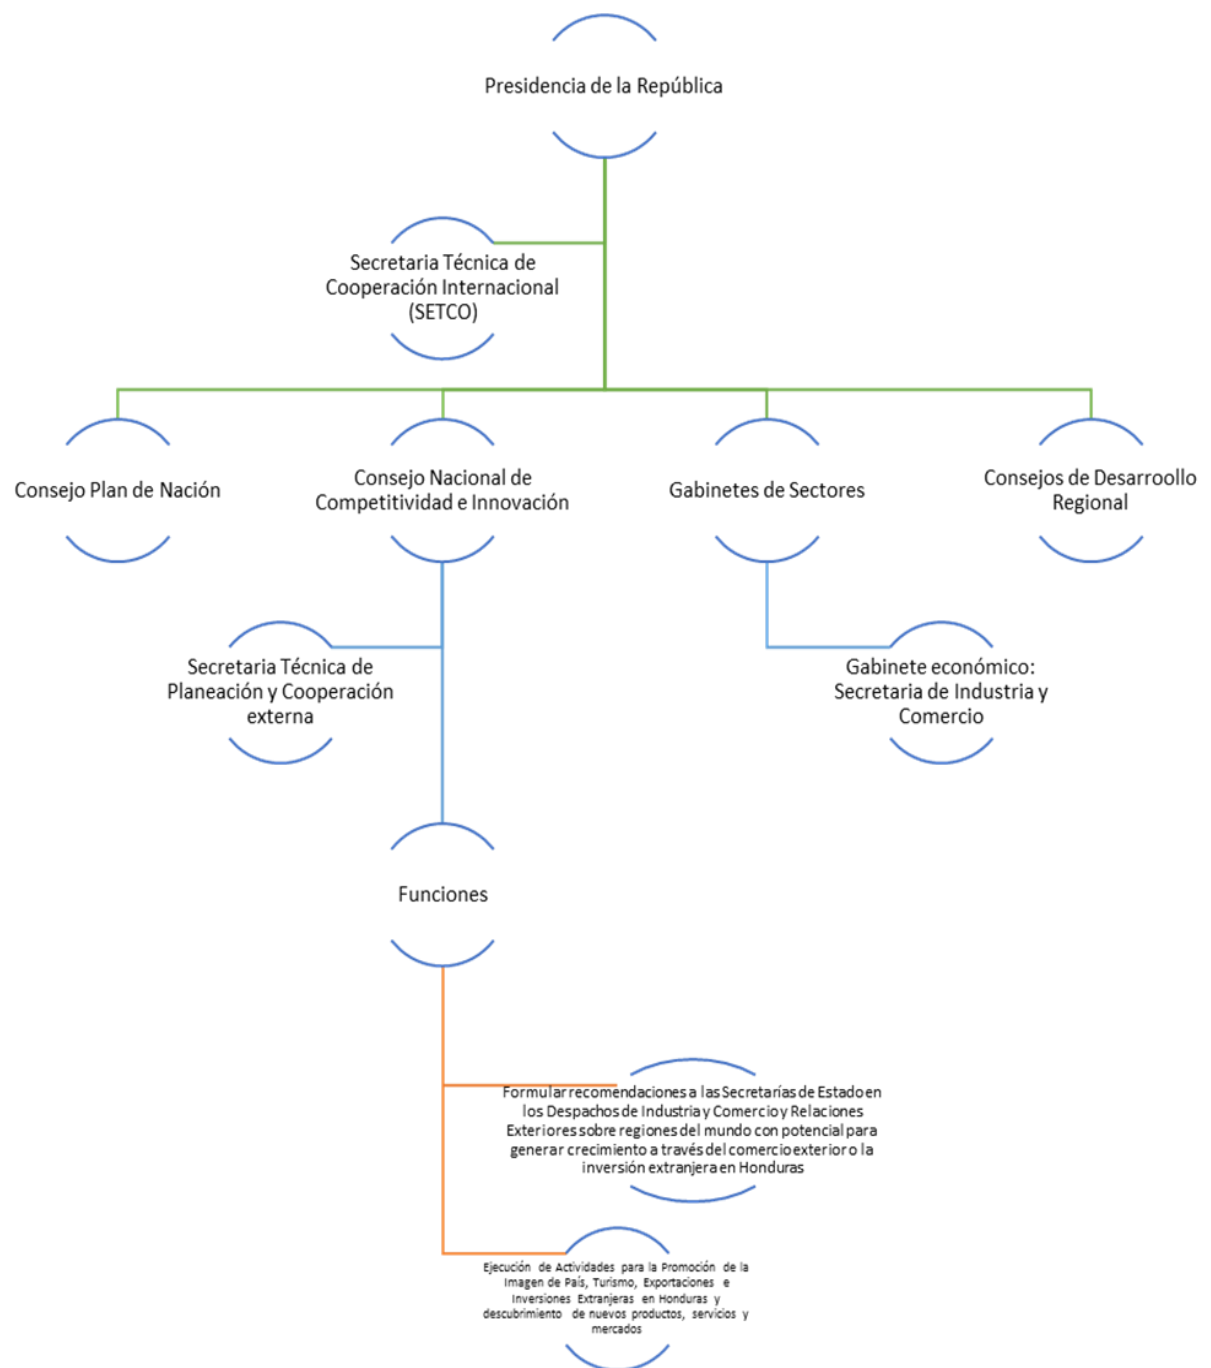 Presidencia de la República
Secretaria Técnica de
Cooperación Internacional
(SETCO)
Consejo Plan de Nación
Consejo Nacional de
Competitividad e Innovación
Gabinetes de Sectores
Consejos de Desarroollo
Regional
Secretaria Técnica de
Planeación y Cooperación
externa
Gabinete económico:
Secretaria de Industria y
Comercio
Funciones
Formular recomendaciones a las Secretarías de Estado en
los Despachos de Industria y Comercio y Relaciones
Exteriores sobre regiones del mundo con potencial para
generar crecimiento a través del comercio exterior o la
inversión extranjera en Honduras
Ejecución de Actividades para la Promoción de la
Imagen de País, Turismo, Exportaciones e
Inversiones Extranjeras en Honduras y
descubrimiento de nuevos productos, servicios y
mercados